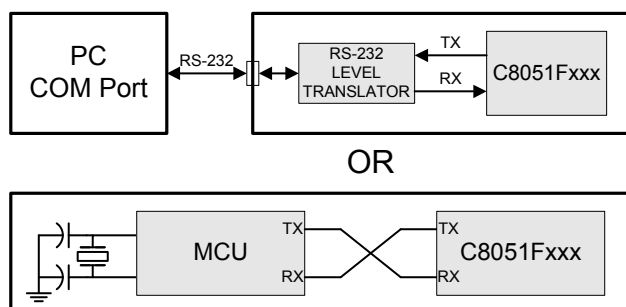 PC
COM Port
RS-232
RS-232
LEVEL
TRANSLATOR
TX
RX
C8051Fxxx
OR
MCU
TX
RX
TX
RX
C8051Fxxx